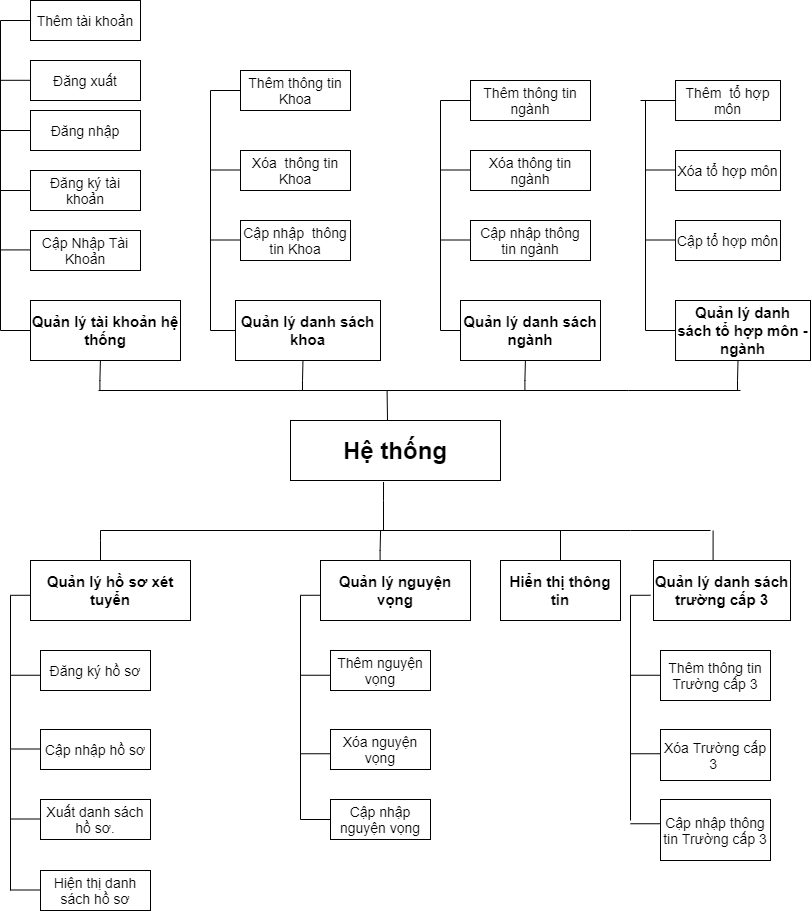 Thêm tài khoản
Đăng xuất
Đăng nhập
Đăng ký tài
khoản
Cập Nhập Tài
Khoản
Quản lý tài khoản hệ
thống
Thêm thông tin
Khoa
Xóa  thông tin
Khoa
Cập nhập  thông
tin Khoa
Quản lý danh sách
khoa
Thêm thông tin
ngành
Xóa thông tin
ngành
Cập nhập thông
tin ngành
Quản lý danh sách
ngành
Thêm  tổ hợp
môn
Xóa tổ hợp môn
Cập tổ hợp môn
Quản lý danh
sách tổ hợp môn -
ngành
Hệ thống
Quản lý hồ sơ xét
tuyển
Đăng ký hồ sơ
Cập nhập hồ sơ
Xuất danh sách
hồ sơ.
Hiện thị danh
sách hồ sơ
Quản lý nguyện
vọng
Thêm nguyện
vọng
Xóa nguyện
vọng
Cập nhập
nguyện vọng
Hiển thị thông
tin
Quản lý danh sách
trường cấp 3
Thêm thông tin
Trường cấp 3
Xóa Trường cấp
3
Cập nhập thông
tin Trường cấp 3